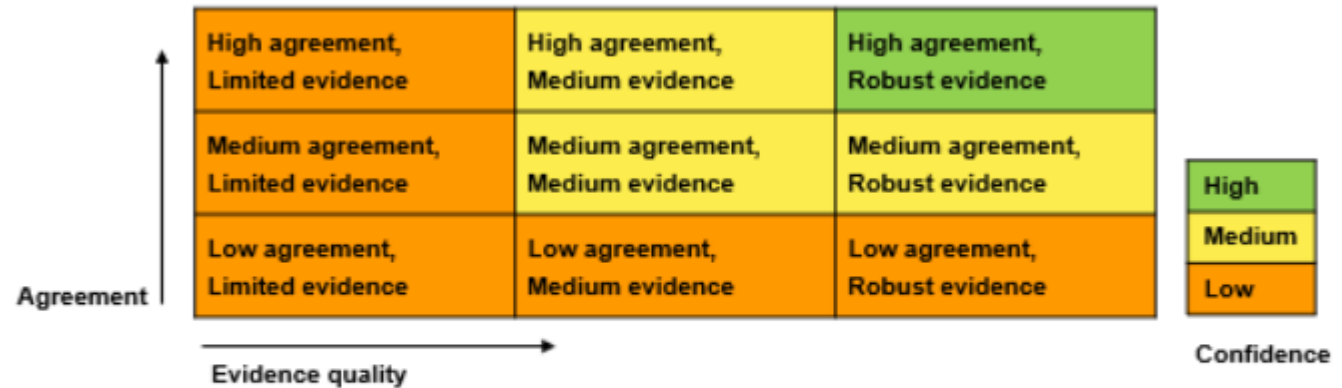 High agreement,
Limited evidence
High agreement,
Medium evidence
High agreement,
Robust evidence
Medium agreement,
Limited evidence
Medium agreement,
Medium evidence
Medium agreement,
Robust evidence
Low agreement,
Limited evidence
Low agreement,
Medium evidence
Low agreement,
Robust evidence
Agreement
Evidence quality
High
Medium
Low
Confidence